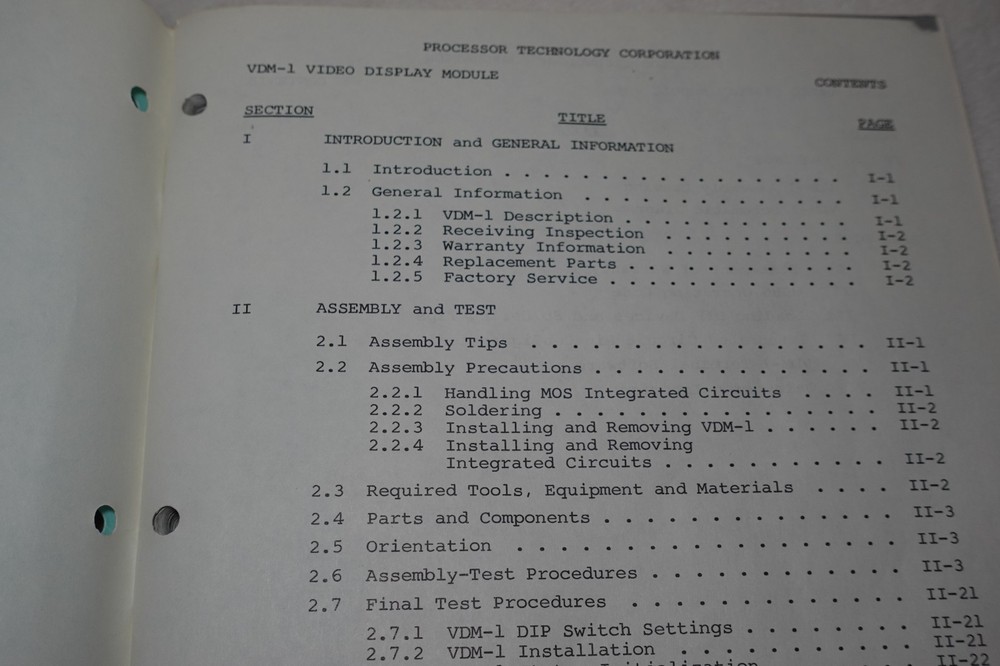 PROCESSOR TECHNOLOGY CORPORATION
VDM-1 VIDEO DISPLAY MODULE CONTENTS
SECTION TITLE PAGE
I INTRODUCTION and GENERAL INFORMATION
1.1 Introduction . . . . . . . . . . . . . . . . . . I-1
1.2 General Information . . . . . . . . . . . . . I-1
1.2.1 VDM-1 Description . . . . . . . . . . . . I-1
1.2.2 Receiving Inspection . . . . . . . . . . I-2
1.2.3 Warranty Information . . . . . . . . . . I-2
1.2.4 Replacement Parts . . . . . . . . . . . . I-2
1.2.5 Factory Service . . . . . . . . . . . . . I-2
II ASSEMBLY and TEST
2.1 Assembly Tips . . . . . . . . . . . . . . . . . II-1
2.2 Assembly Precautions . . . . . . . . . . . . . . II-1
2.2.1 Handling MOS Integrated Circuits . . . . II-1
2.2.2 Soldering . . . . . . . . . . . . . . . . II-2
2.2.3 Installing and Removing VDM-1 . . . . . . II-2
2.2.4 Installing and Removing
Integrated Circuits . . . . . . . . . . . II-2
2.3 Required Tools, Equipment and Materials . . . . II-2
2.4 Parts and Components . . . . . . . . . . . . . . II-3
2.5 Orientation . . . . . . . . . . . . . . . . . . II-3
2.6 Assembly-Test Procedures . . . . . . . . . . . . II-3
2.7 Final Test Procedures . . . . . . . . . . . . . II-21
2.7.1 VDM-1 DIP Switch Settings . . . . . . . . II-21
2.7.2 VDM-1 Installation . . . . . . . . . . . II-21
II-22